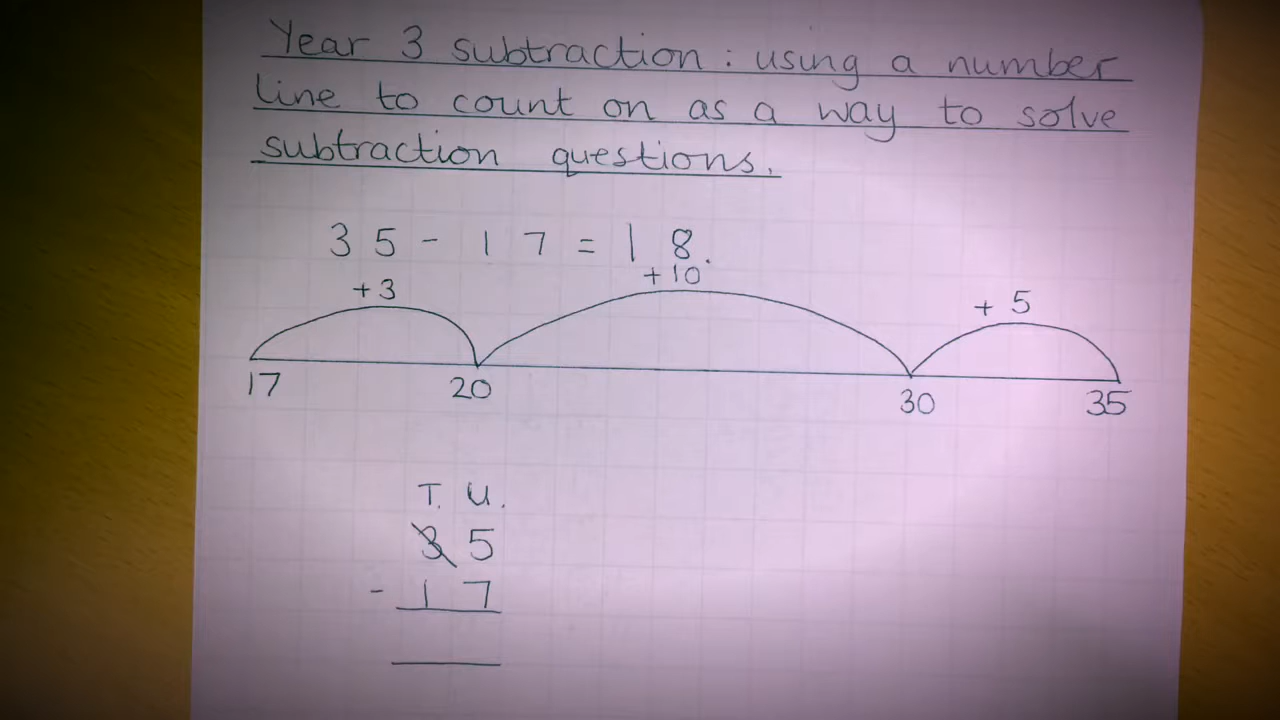 Year 3 subtraction: using a number
line to count on as a way to solve
subtraction questions.
35 - 17 = 18.
+3 +10 + 5
17 20 30 35
T. U.
35
- 17